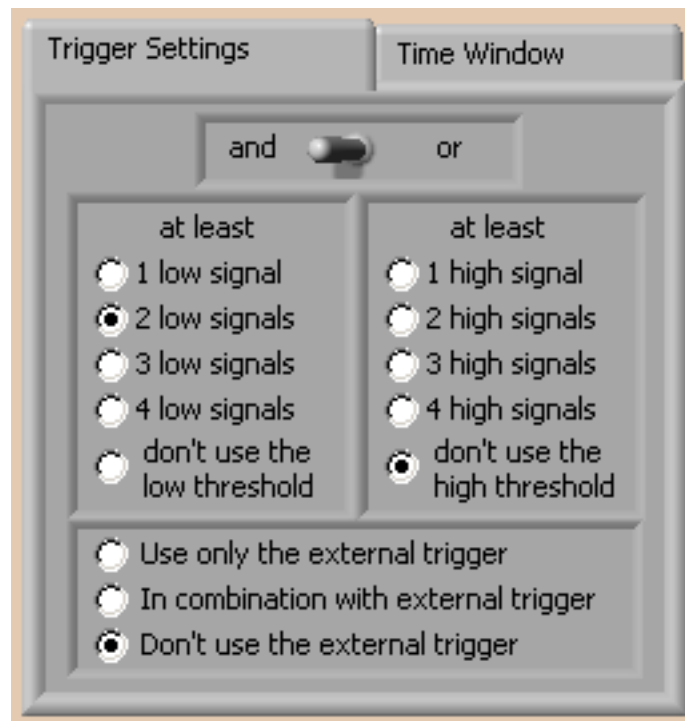 Trigger Settings
Time Window
and or
at least
1 low signal
2 low signals
3 low signals
4 low signals
don't use the
low threshold
at least
1 high signal
2 high signals
3 high signals
4 high signals
don't use the
high threshold
Use only the external trigger
In combination with external trigger
Don't use the external trigger